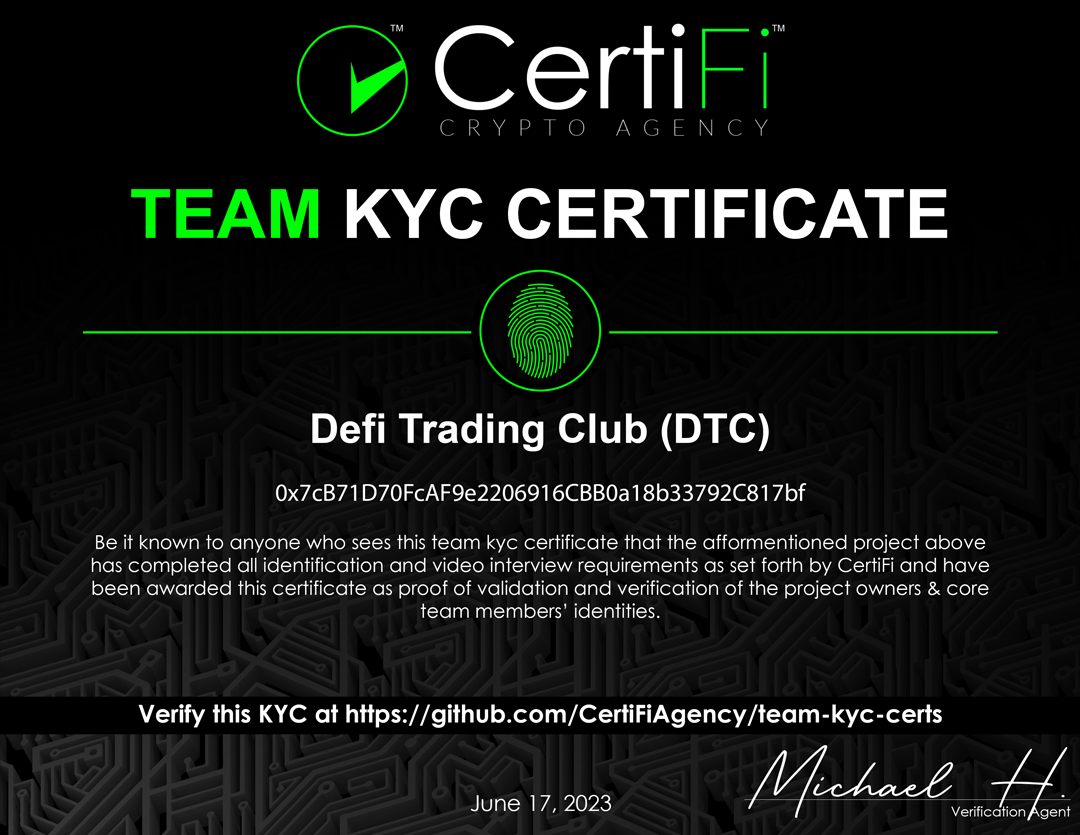 CertiFi
TM
TM
CRYPTO AGENCY
TEAM KYC CERTIFICATE
Defi Trading Club (DTC)
0x7cB71D70FcAF9e2206916CBB0a18b33792C817bf
Be it known to anyone who sees this team kyc certificate that the afformentioned project above
has completed all identification and video interview requirements as set forth by CertiFi and have
been awarded this certificate as proof of validation and verification of the project owners & core
team members’ identities.
Verify this KYC at https://github.com/CertiFiAgency/team-kyc-certs
Michael H.
June 17, 2023
Verification Agent